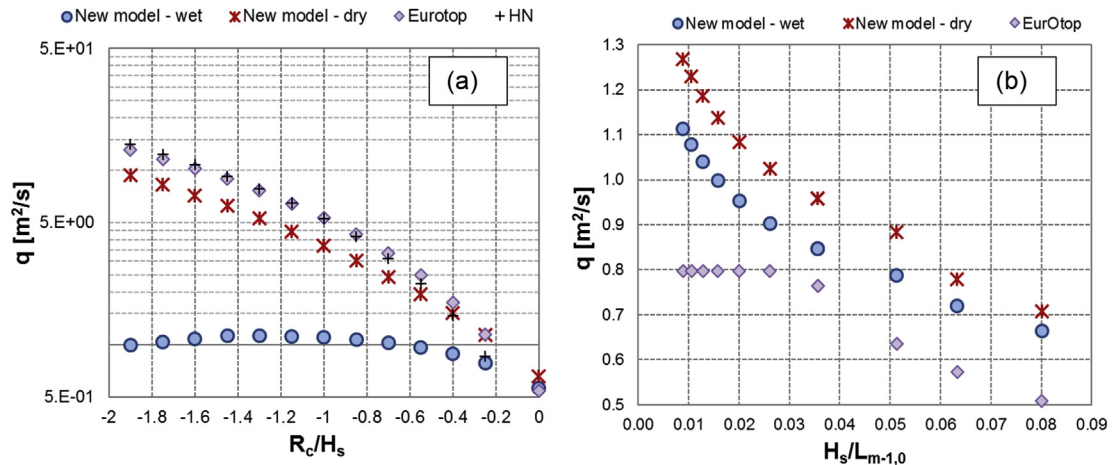 New model - wet New model - dry Eurotop HN
(a)
q [m²/s]
5.E+01
5.E+00
5.E-01
-2 -1.8 -1.6 -1.4 -1.2 -1 -0.8 -0.6 -0.4 -0.2 0
Rc/Hs
New model - wet New model - dry EurOtop
(b)
q [m²/s]
1.3
1.2
1.1
1.0
0.9
0.8
0.7
0.6
0.5
0.00 0.01 0.02 0.03 0.04 0.05 0.06 0.07 0.08 0.09
Hs/Lm-1,0